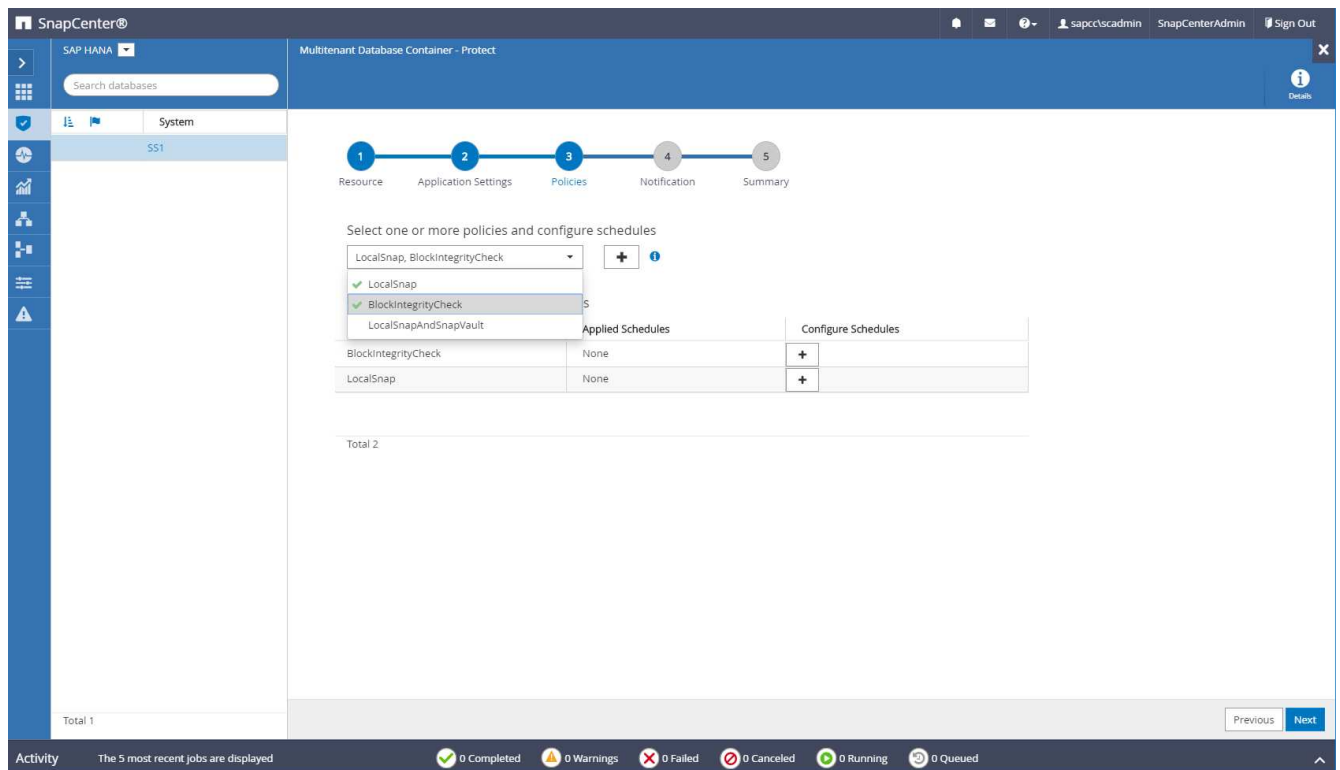 SnapCenter®
sapcc\scadmin SnapCenterAdmin Sign Out
SAP HANA
Multitenant Database Container - Protect
Search databases
Details
System
SS1
1 2 3 4 5
Resource Application Settings Policies Notification Summary
Select one or more policies and configure schedules
LocalSnap, BlockIntegrityCheck
LocalSnap
BlockIntegrityCheck
s
LocalSnapAndSnapVault
Applied Schedules Configure Schedules
BlockIntegrityCheck None
LocalSnap None
Total 2
Total 1
Previous Next
Activity The 5 most recent jobs are displayed 0 Completed 0 Warnings 0 Failed 0 Canceled 0 Running 0 Queued